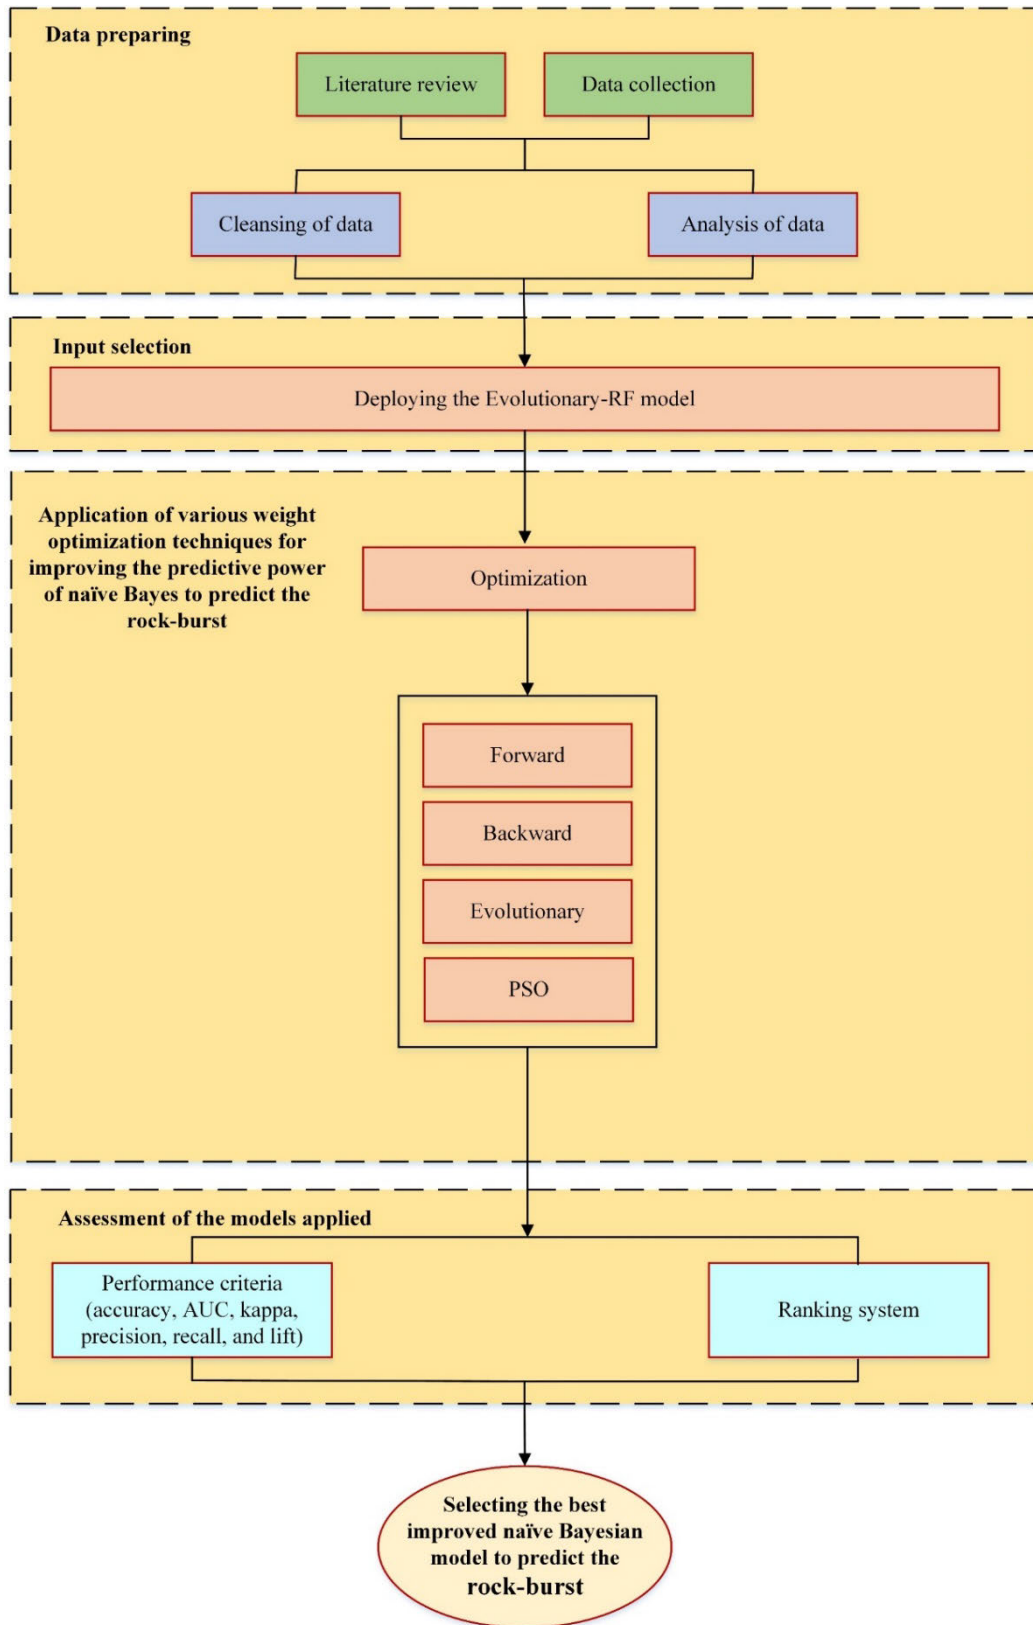 Data preparing
Literature review
Data collection
Cleansing of data
Analysis of data
Input selection
Deploying the Evolutionary-RF model
Application of various weight
optimization techniques for
improving the predictive power
of naïve Bayes to predict the
rock-burst
Optimization
Forward
Backward
Evolutionary
PSO
Assessment of the models applied
Performance criteria
(accuracy, AUC, kappa,
precision, recall, and lift)
Ranking system
Selecting the best
improved naïve Bayesian
model to predict the
rock-burst